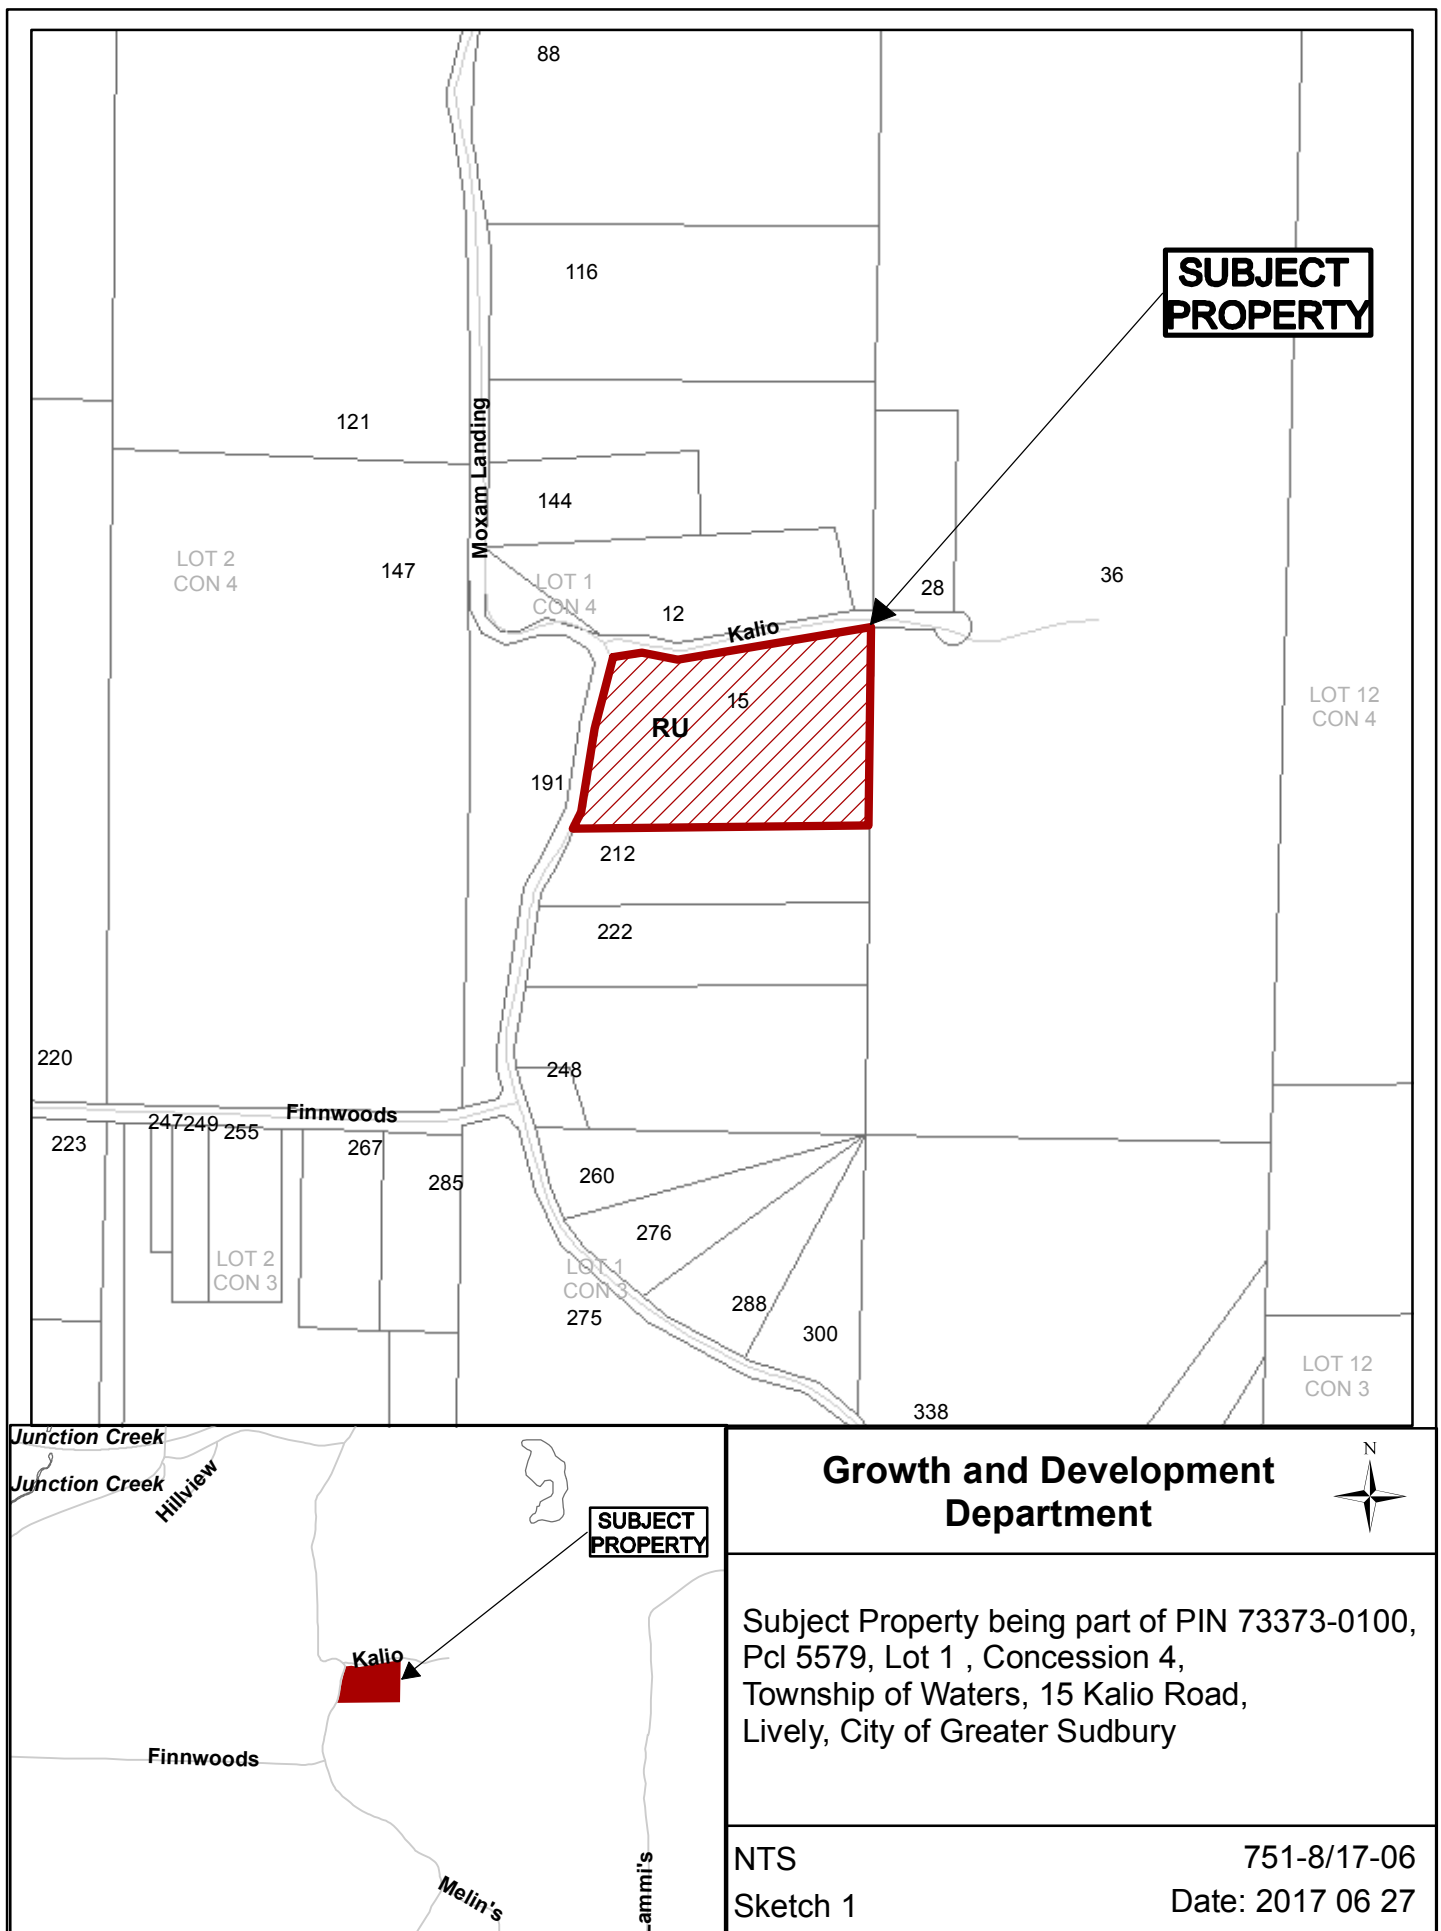 88
116
SUBJECT
PROPERTY
121
Moxam Landing
144
LOT 2
CON 4
147
LOT 1
CON 4
28
36
12
Kalio
15
RU
LOT 12
CON 4
191
212
222
220
248
Finnwoods
247
249
255
223
267
285
260
276
LOT 2
CON 3
LOT 1
CON 3
275
288
300
LOT 12
CON 3
338
Junction Creek
Junction Creek
Hillview
SUBJECT
PROPERTY
Kalio
Finnwoods
Melin's
Lammi's
Growth and Development
Department
N
Subject Property being part of PIN 73373-0100,
Pcl 5579, Lot 1 , Concession 4,
Township of Waters, 15 Kalio Road,
Lively, City of Greater Sudbury
NTS
751-8/17-06
Sketch 1
Date: 2017 06 27